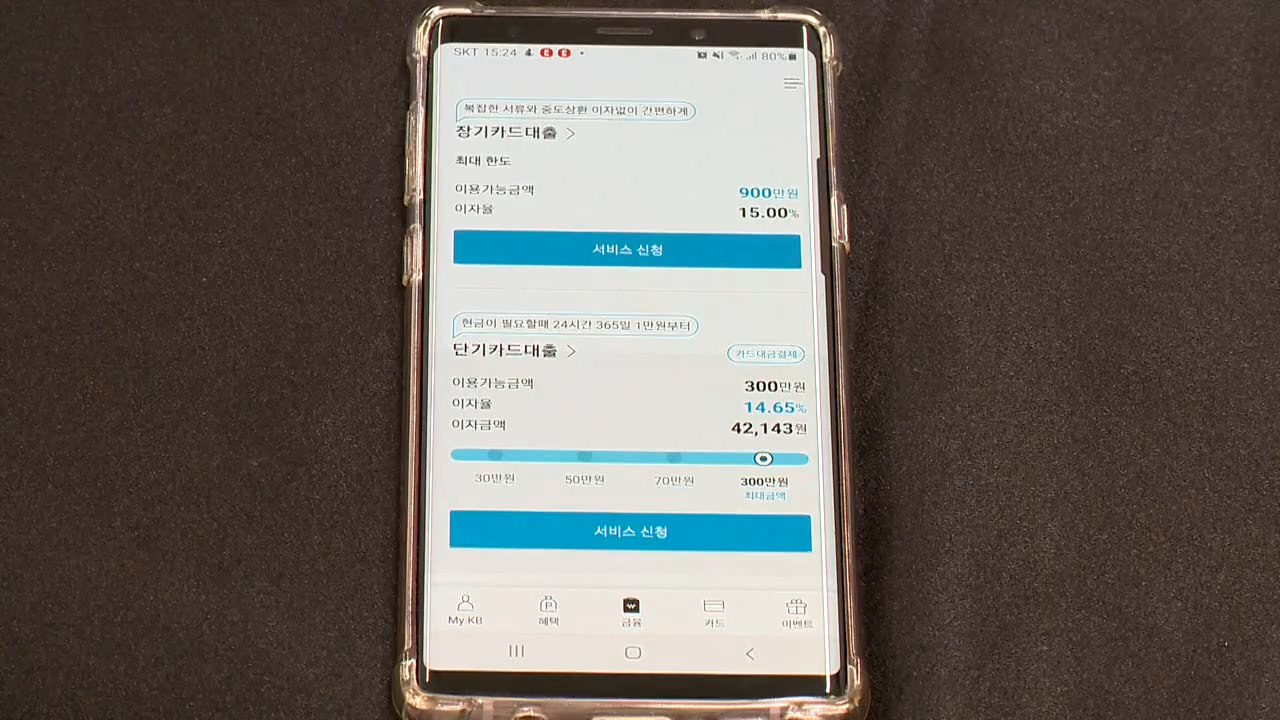 SKT 15:24
80%
복잡한 서류와 중도상환 이자없이 간편하게
장기카드대출 >
최대 한도
이용가능금액 900만원
이자율 15.00%
서비스 신청
현금이 필요할때 24시간 365일 1만원부터
단기카드대출 > 카드대금결제
이용가능금액 300만원
이자율 14.65%
이자금액 42,143원
30만원 50만원 70만원 300만원
최대금액
서비스 신청
My KB 혜택 금융 카드 이벤트